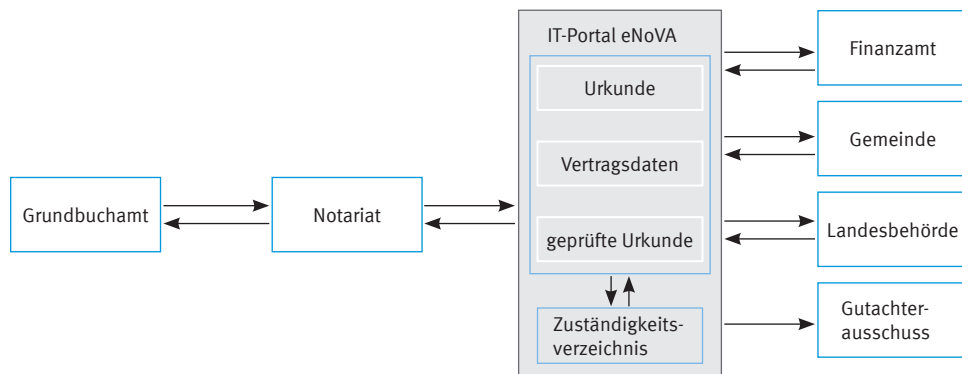 Grundbuchamt
Notariat
IT-Portal eNoVA
Urkunde
Vertragsdaten
geprüfte Urkunde
Zuständigkeits-
verzeichnis
Finanzamt
Gemeinde
Landesbehörde
Gutachter-
ausschuss